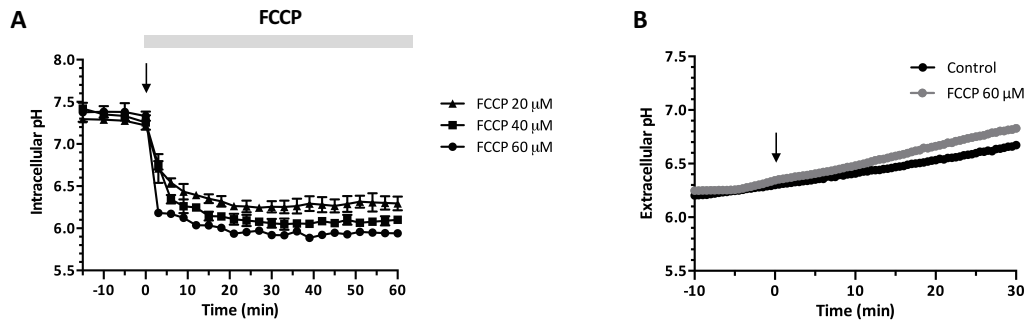 A
FCCP
8.0
7.5
7.0
6.5
6.0
5.5
Intracellular pH
-10 0 10 20 30 40 50 60
Time (min)
FCCP 20 μM
FCCP 40 μM
FCCP 60 μM
B
7.5
7.0
6.5
6.0
5.5
Extracellular pH
-10 0 10 20 30
Time (min)
Control
FCCP 60 μM